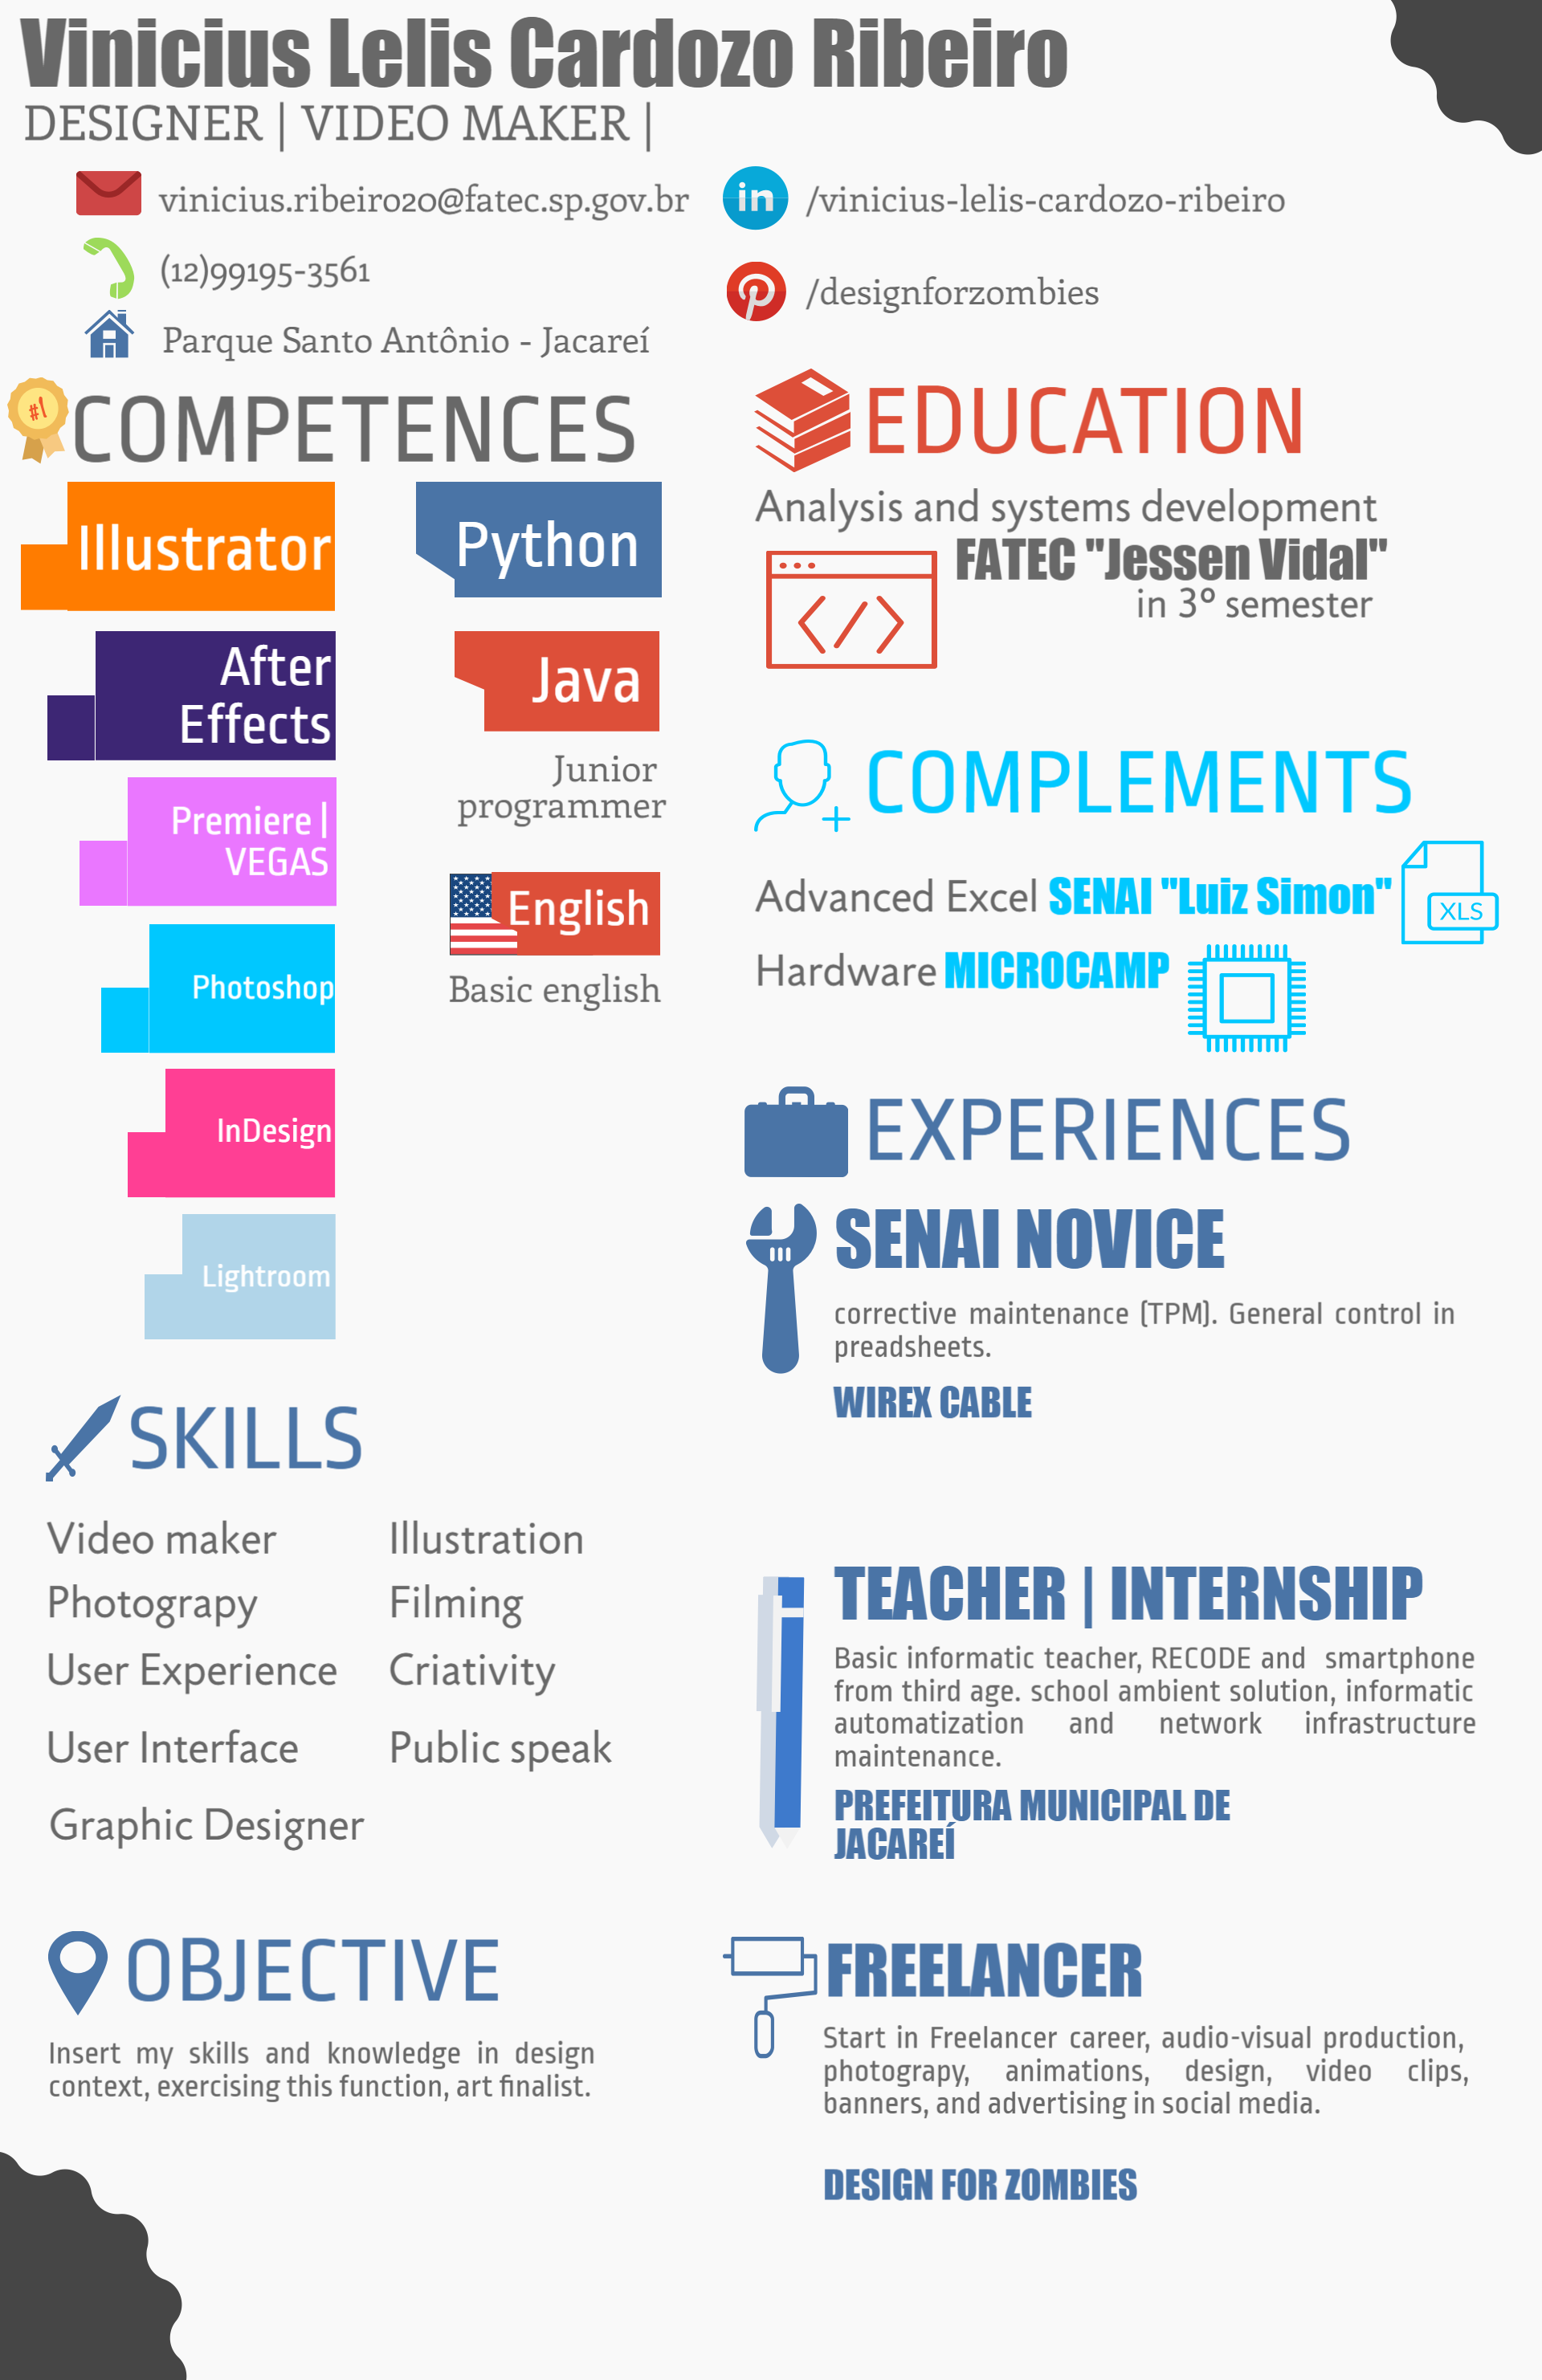 Vinicius Lelis Cardozo Ribeiro
DESIGNER | VIDEO MAKER |
vinicius.ribeiro20@fatec.sp.gov.br
(12)99195-3561
Parque Santo Antônio - Jacareí
in /vinicius-lelis-cardozo-ribeiro
/designforzombies
#1
COMPETENCES
Illustrator
After
Effects
Premiere |
VEGAS
Photoshop
InDesign
Lightroom
Python
Java
Junior
programmer
English
Basic english
SKILLS
Video maker
Photograpy
User Experience
User Interface
Graphic Designer
Illustration
Filming
Criativity
Public speak
OBJECTIVE
Insert my skills and knowledge in design
context, exercising this function, art finalist.
EDUCATION
Analysis and systems development
FATEC "Jessen Vidal"
in 3º semester
COMPLEMENTS
Advanced Excel SENAI "Luiz Simon"
XLS
Hardware MICROCAMP
EXPERIENCES
SENAI NOVICE
corrective maintenance (TPM). General control in
preadsheets.
WIREX CABLE
TEACHER | INTERNSHIP
Basic informatic teacher, RECODE and smartphone
from third age. school ambient solution, informatic
automatization and network infrastructure
maintenance.
PREFEITURA MUNICIPAL DE
JACAREÍ
FREELANCER
Start in Freelancer career, audio-visual production,
photograpy, animations, design, video clips,
banners, and advertising in social media.
DESIGN FOR ZOMBIES